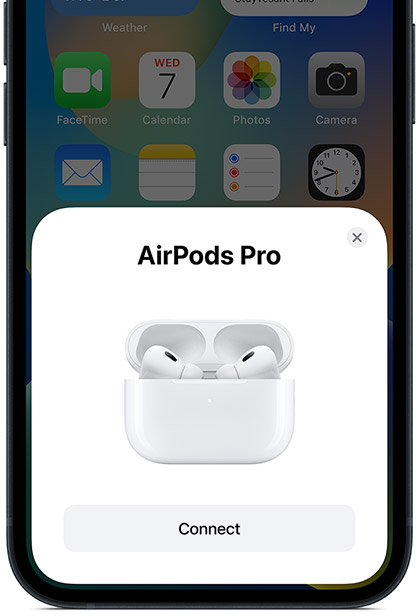 Weather
Find My
WED
7
FaceTime
Calendar
Photos
Camera
AirPods Pro
Connect